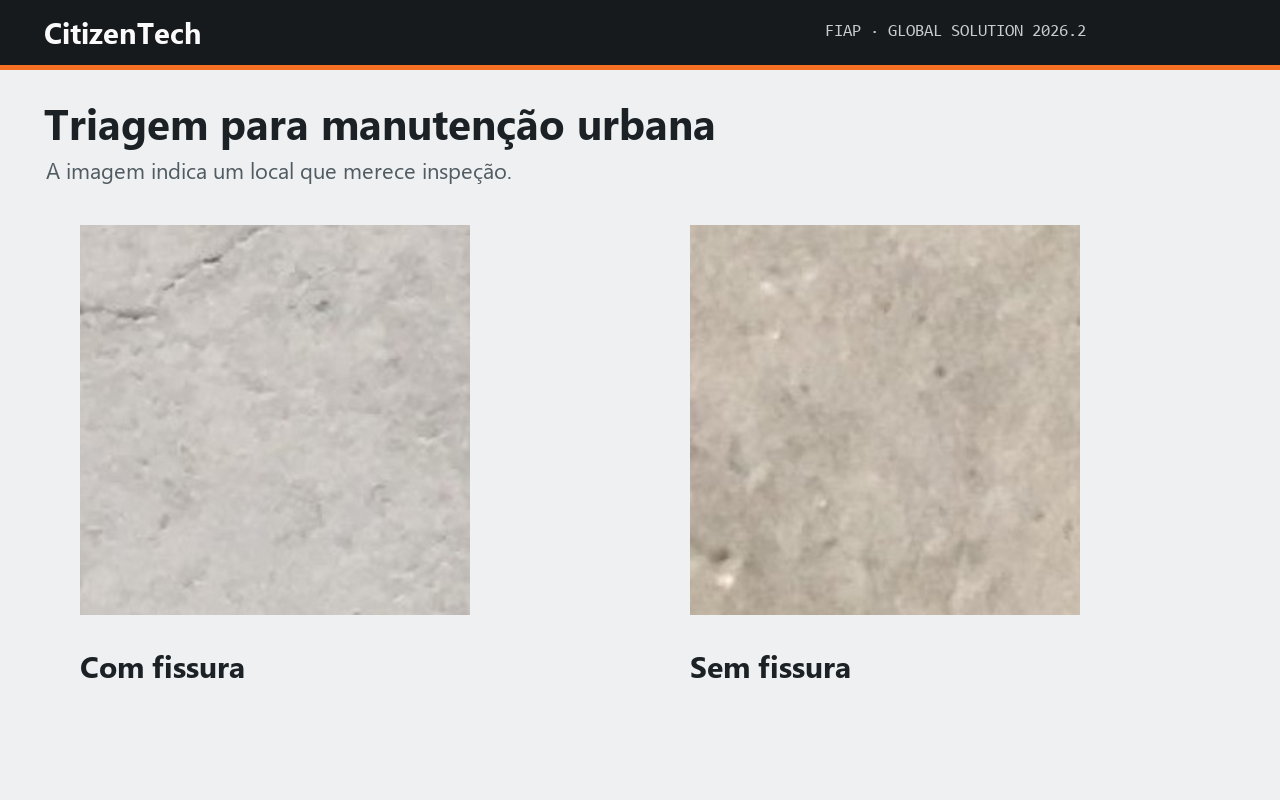 CitizenTech
FIAP · GLOBAL SOLUTION 2026.2
Triagem para manutenção urbana
A imagem indica um local que merece inspeção.
Com fissura
Sem fissura